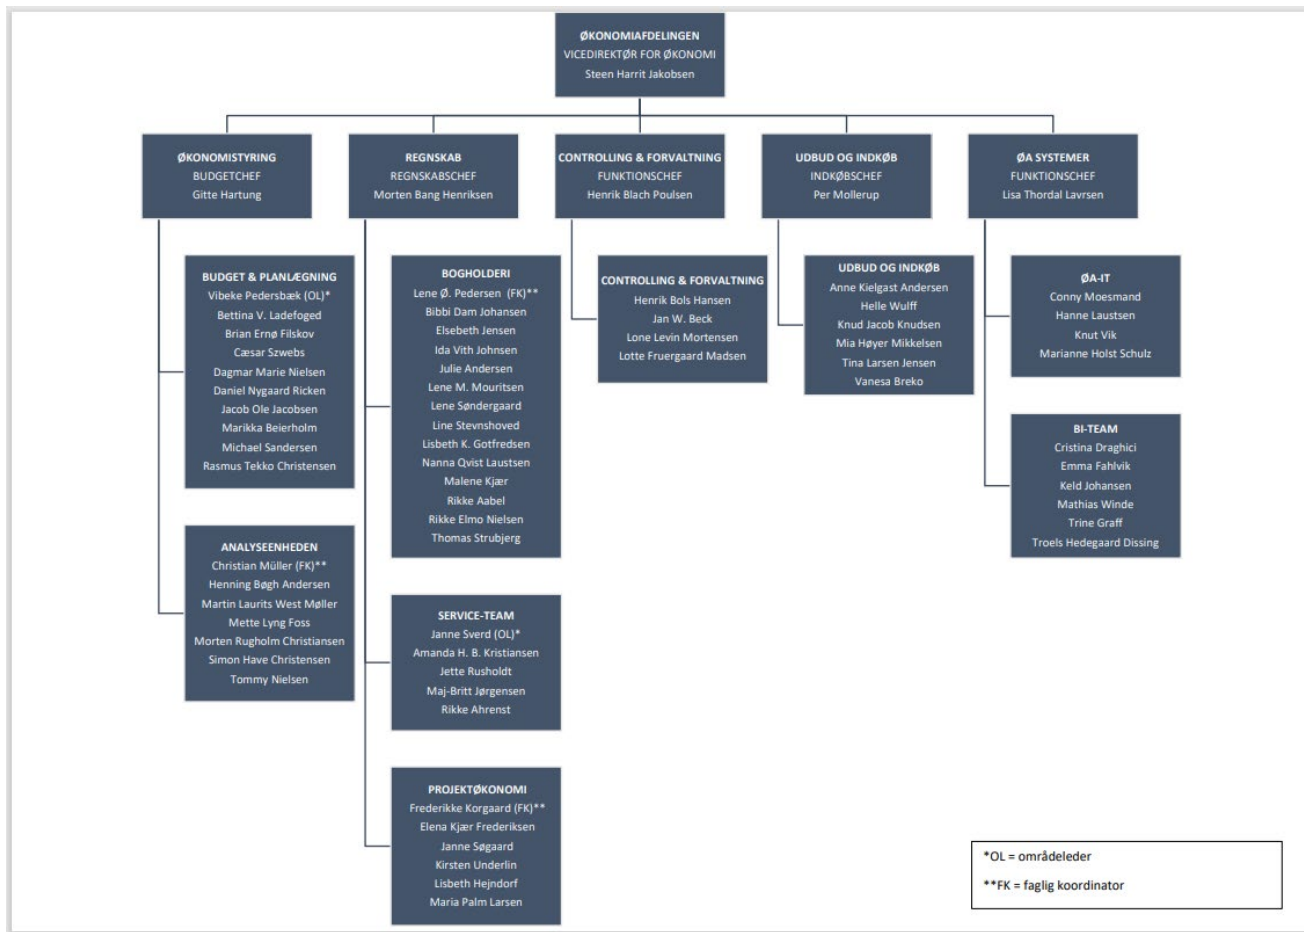 ØKONOMIAFDELINGEN
VICEDIREKTØR FOR ØKONOMI
Steen Harrit Jakobsen
ØKONOMISTYRING
BUDGETCHEF
Gitte Hartung
REGNSKAB
REGNSKABSCHEF
Morten Bang Henriksen
CONTROLLING & FORVALTNING
FUNKTIONSCHEF
Henrik Blach Poulsen
UDBUD OG INDKØB
INDKØBSCHEF
Per Mollerup
ØA SYSTEMER
FUNKTIONSCHEF
Lisa Thordal Lavrsen
BUDGET & PLANLÆGNING
Vibeke Pedersbæk (OL)*
Bettina V. Ladefoged
Brian Ernø Filskov
Cæsar Szwebs
Dagmar Marie Nielsen
Daniel Nygaard Ricken
Jacob Ole Jacobsen
Marikka Beierholm
Michael Sandersen
Rasmus Tekko Christensen
ANALYSEENHEDEN
Christian Müller (FK)**
Henning Bøgh Andersen
Martin Laurits West Møller
Mette Lyng Foss
Morten Rugholm Christiansen
Simon Have Christensen
Tommy Nielsen
BOGHOLDERI
Lene Ø. Pedersen (FK)**
Bibbi Dam Johansen
Elsebeth Jensen
Ida Vith Johnsen
Julie Andersen
Lene M. Mouritsen
Lene Søndergaard
Line Stevnshoved
Lisbeth K. Gotfredsen
Nanna Qvist Laustsen
Malene Kjær
Rikke Aabel
Rikke Elmo Nielsen
Thomas Strubjerg
SERVICE-TEAM
Janne Sverd (OL)*
Amanda H. B. Kristiansen
Jette Rusholdt
Maj-Britt Jørgensen
Rikke Ahrenst
PROJEKTØKONOMI
Frederikke Korgaard (FK)**
Elena Kjær Frederiksen
Janne Søgaard
Kirsten Underlin
Lisbeth Hejndorf
Maria Palm Larsen
CONTROLLING & FORVALTNING
Henrik Bols Hansen
Jan W. Beck
Lone Levin Mortensen
Lotte Fruergaard Madsen
UDBUD OG INDKØB
Anne Kielgast Andersen
Helle Wulff
Knud Jacob Knudsen
Mia Høyer Mikkelsen
Tina Larsen Jensen
Vanesa Breko
ØA-IT
Conny Moesmand
Hanne Laustsen
Knut Vik
Marianne Holst Schulz
BI-TEAM
Cristina Draghici
Emma Fahlvik
Keld Johansen
Mathias Winde
Trine Graff
Troels Hedegaard Dissing
*OL = områdeleder
**FK = faglig koordinator